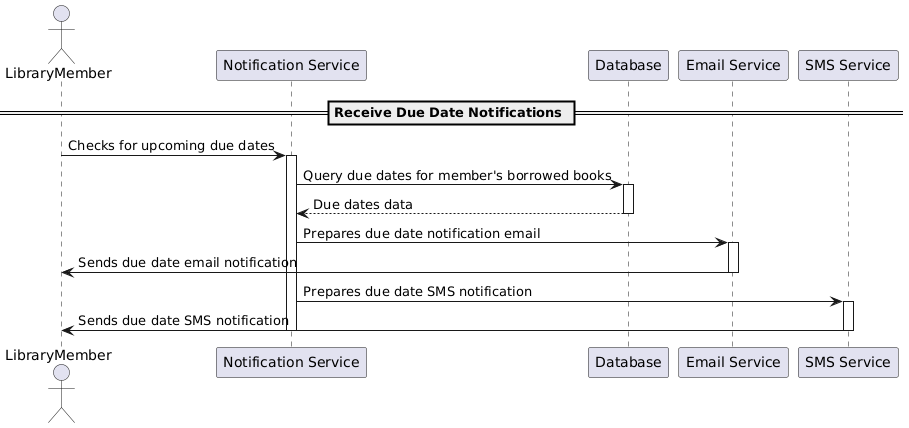 LibraryMember
Notification Service
Database
Email Service
SMS Service
Receive Due Date Notifications
Checks for upcoming due dates
Query due dates for member's borrowed books
Due dates data
Prepares due date notification email
Sends due date email notification
Prepares due date SMS notification
Sends due date SMS notification
LibraryMember
Notification Service
Database
Email Service
SMS Service